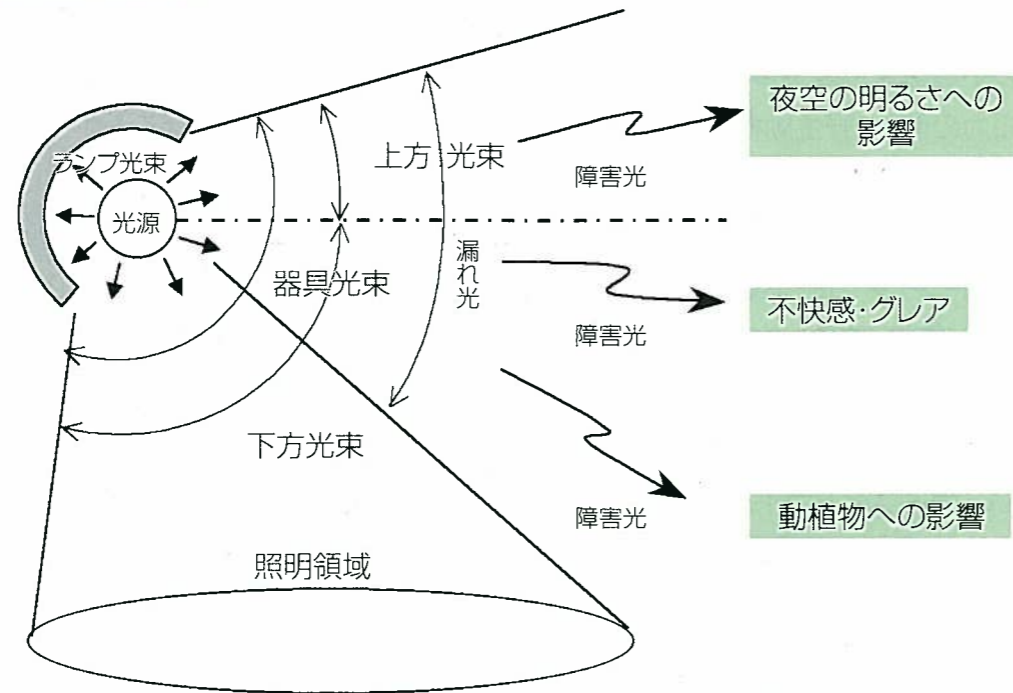 夜空の明るさへの
影響
ランプ光束
上方光束
障害光
光源
漏れ光
器具光束
不快感・グレア
障害光
下方光束
動植物への影響
障害光
照明領域